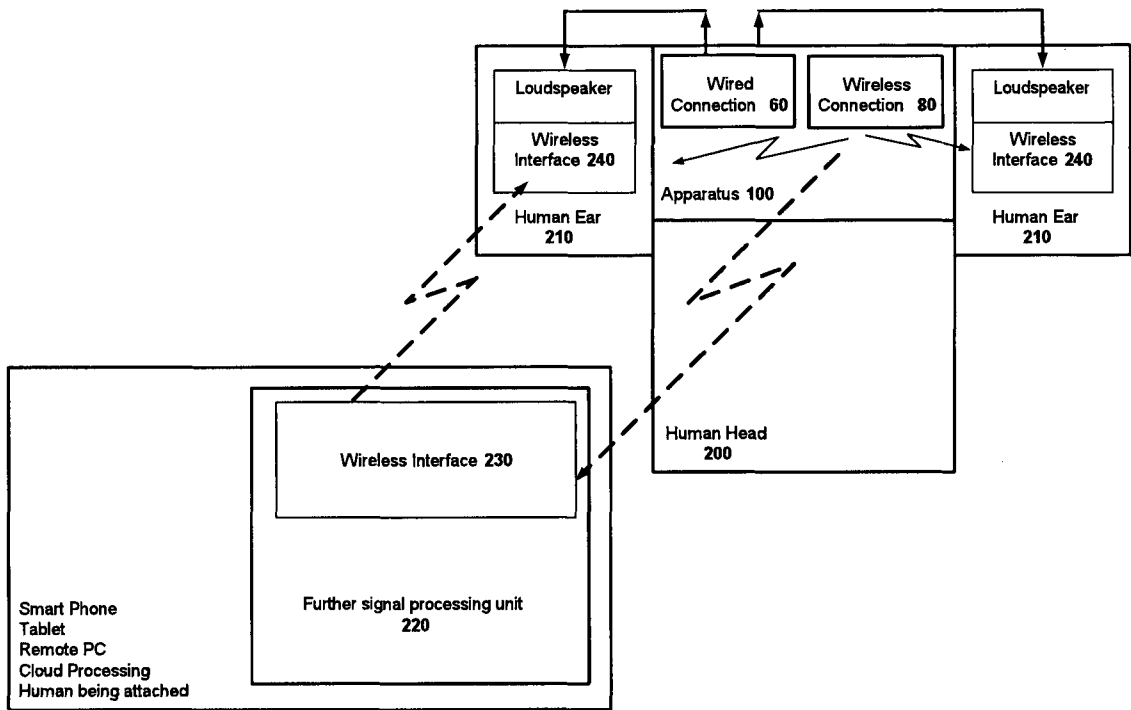 Loudspeaker
Wireless
Interface 240
Human Ear
210
Wired
Connection 60
Wireless
Connection 80
Apparatus 100
Loudspeaker
Wireless
Interface 240
Human Ear
210
Human Head
200
Wireless Interface 230
Further signal processing unit
220
Smart Phone
Tablet
Remote PC
Cloud Processing
Human being attached